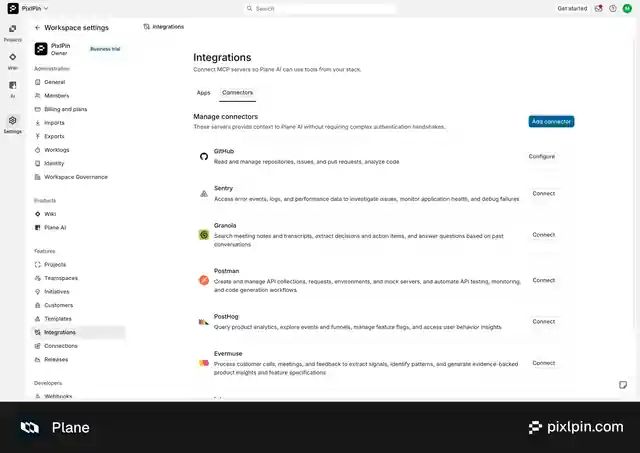 PixlPin
Search
Get started
M
Projects
Wiki
AI
Settings
Workspace settings
PixlPin
Owner
Business trial
Administration
General
Members
Billing and plans
Imports
Exports
Worklogs
Identity
Workspace Governance
Products
Wiki
Plane AI
Features
Projects
Teamspaces
Initiatives
Customers
Templates
Integrations
Connections
Releases
Developers
Webhooks
Integrations
Integrations
Connect MCP servers so Plane AI can use tools from your stack.
Apps
Connectors
Manage connectors
These servers provide context to Plane AI without requiring complex authentication handshakes.
Add connector
GitHub
Read and manage repositories, issues, and pull requests, analyze code
Configure
Sentry
Access error events, logs, and performance data to investigate issues, monitor application health, and debug failures
Connect
Granola
Search meeting notes and transcripts, extract decisions and action items, and answer questions based on past
conversations
Connect
Postman
Create and manage API collections, requests, environments, and mock servers, and automate API testing, monitoring,
and code generation workflows.
Connect
PostHog
Query product analytics, explore events and funnels, manage feature flags, and access user behavior insights
Connect
Evermuse
Process customer calls, meetings, and feedback to extract signals, identify patterns, and generate evidence-backed
product insights and feature specifications
Connect
Plane
pixlpin.com